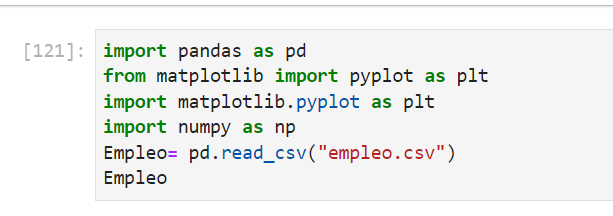 [121]: import pandas as pd
from matplotlib import pyplot as plt
import matplotlib.pyplot as plt
import numpy as np
Empleo= pd.read_csv("empleo.csv")
Empleo